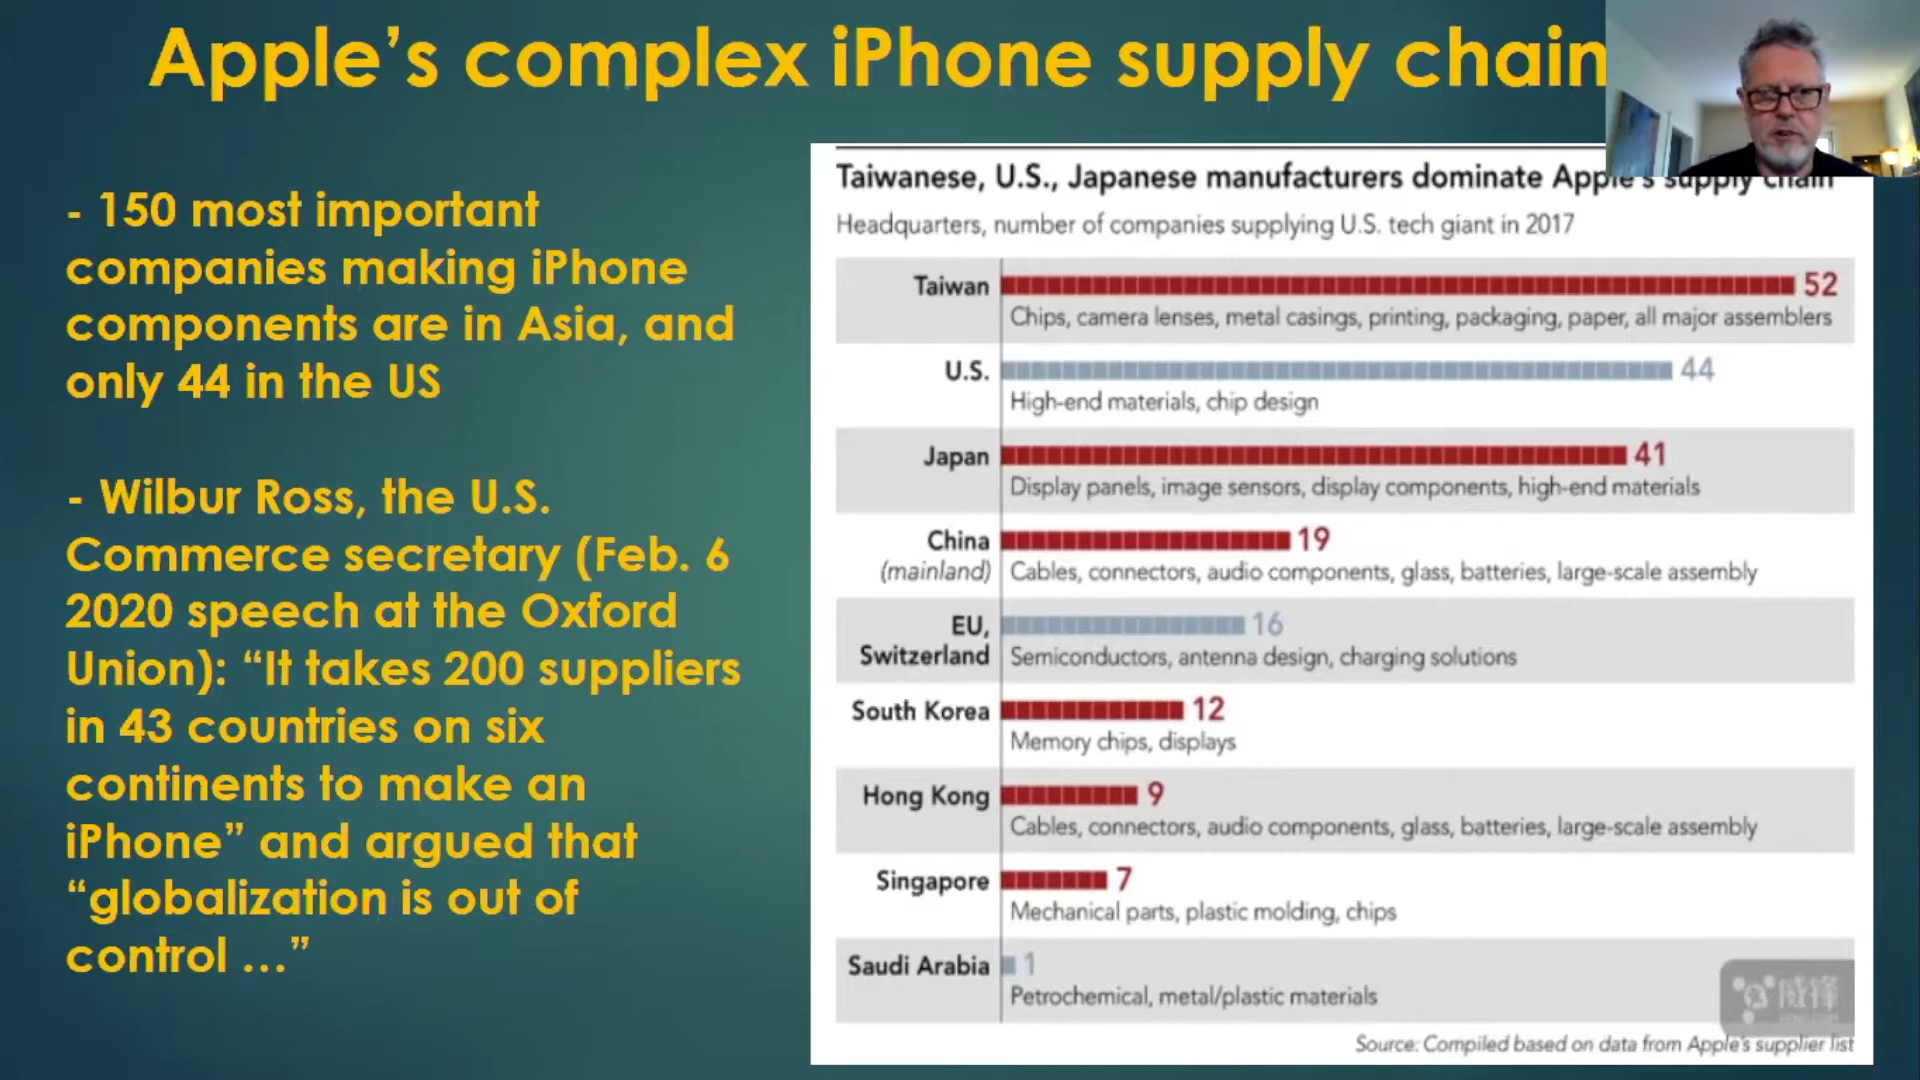 Apple’s complex iPhone supply chain
- 150 most important
companies making iPhone
components are in Asia, and
only 44 in the US
- Wilbur Ross, the U.S.
Commerce secretary (Feb. 6
2020 speech at the Oxford
Union): “It takes 200 suppliers
in 43 countries on six
continents to make an
iPhone” and argued that
“globalization is out of
control …”
Taiwanese, U.S., Japanese manufacturers dominate Apple's supply chain
Headquarters, number of companies supplying U.S. tech giant in 2017
Taiwan 52
Chips, camera lenses, metal casings, printing, packaging, paper, all major assemblers
U.S. 44
High-end materials, chip design
Japan 41
Display panels, image sensors, display components, high-end materials
China 19
(mainland) Cables, connectors, audio components, glass, batteries, large-scale assembly
EU, 16
Switzerland Semiconductors, antenna design, charging solutions
South Korea 12
Memory chips, displays
Hong Kong 9
Cables, connectors, audio components, glass, batteries, large-scale assembly
Singapore 7
Mechanical parts, plastic molding, chips
Saudi Arabia 1
Petrochemical, metal/plastic materials
威锋
Source: Compiled based on data from Apple's supplier list